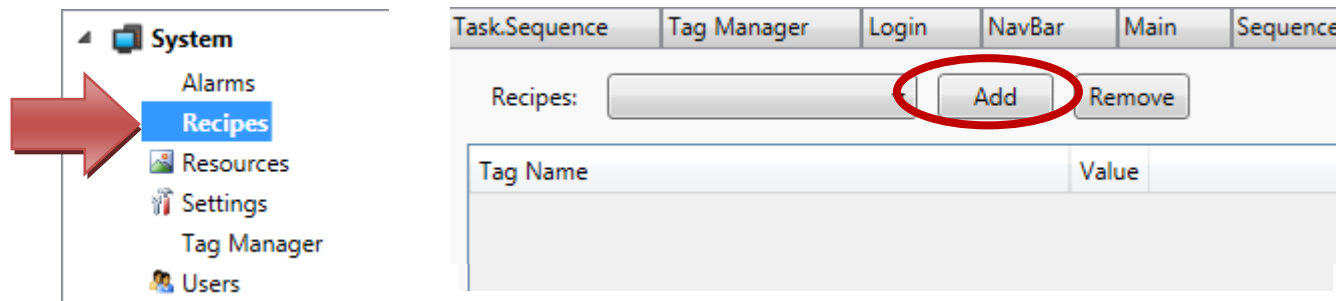 System
Alarms
Recipes
Resources
Settings
Tag Manager
Users
Task.Sequence Tag Manager Login NavBar Main Sequence
Recipes: Add Remove
Tag Name Value